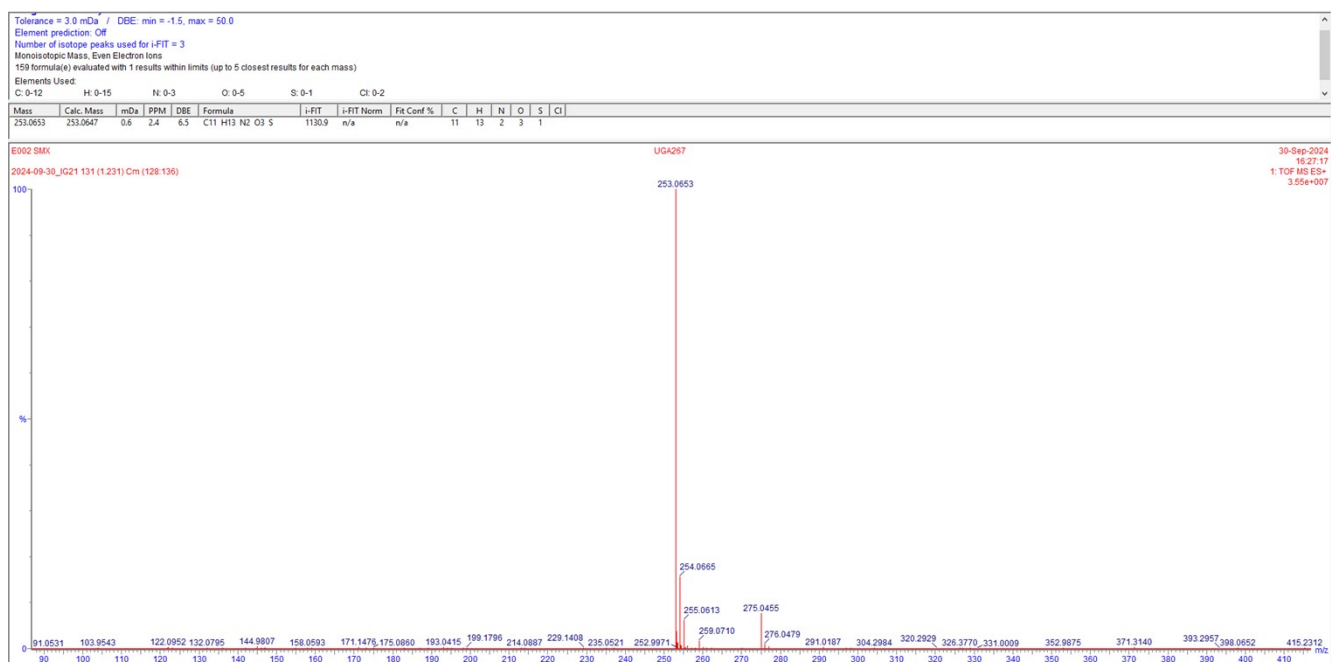 Tolerance = 3.0 mDa / DBE: min = -1.5, max = 50.0
Element prediction: Off
Number of isotope peaks used for i-FIT = 3
Monoisotopic Mass, Even Electron Ions
159 formula(e) evaluated with 1 results within limits (up to 5 closest results for each mass)
Elements Used:
C: 0-12 H: 0-15 N: 0-3 O: 0-5 S: 0-1 Cl: 0-2
Mass Calc. Mass mDa PPM DBE Formula i-FIT i-FIT Norm Fit Conf % C H N O S Cl
253.0653 253.0647 0.6 2.4 6.5 C11 H13 N2 O3 S 1130.9 n/a n/a 11 13 2 3 1
E002 SMX UGA267 30-Sep-2024
16:27:17
2024-09-30_IG21 131 (1.231) Cm (128:136) 1: TOF MS ES+
3.55e+007
100 253.0653
%
254.0665
255.0613 275.0455
259.0710
91.0531 103.9543 122.0952 132.0795 144.9807 158.0593 171.1476 175.0860 193.0415 199.1796 214.0887 229.1408 235.0521 252.9971 276.0479 291.0187 304.2984 320.2929 326.3770 331.0009 352.9875 371.3140 393.2957 398.0652 415.2312
0 m/z
90 100 110 120 130 140 150 160 170 180 190 200 210 220 230 240 250 260 270 280 290 300 310 320 330 340 350 360 370 380 390 400 410